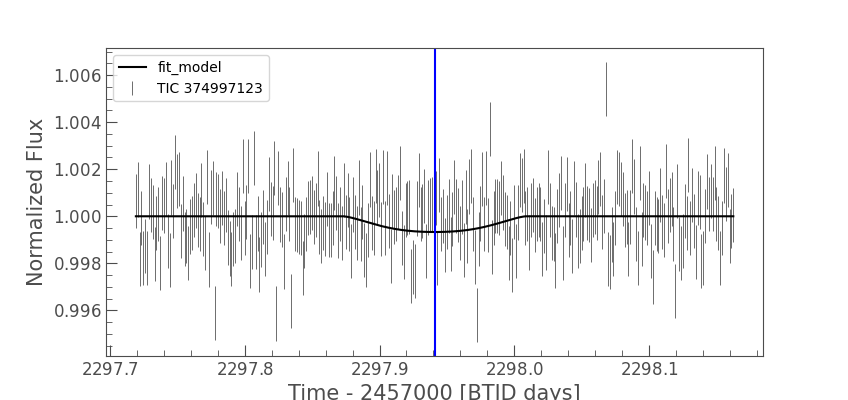 fit_model
TIC 374997123
1.006
1.004
1.002
1.000
0.998
0.996
Normalized Flux
2297.7 2297.8 2297.9 2298.0 2298.1
Time - 2457000 [BTJD days]